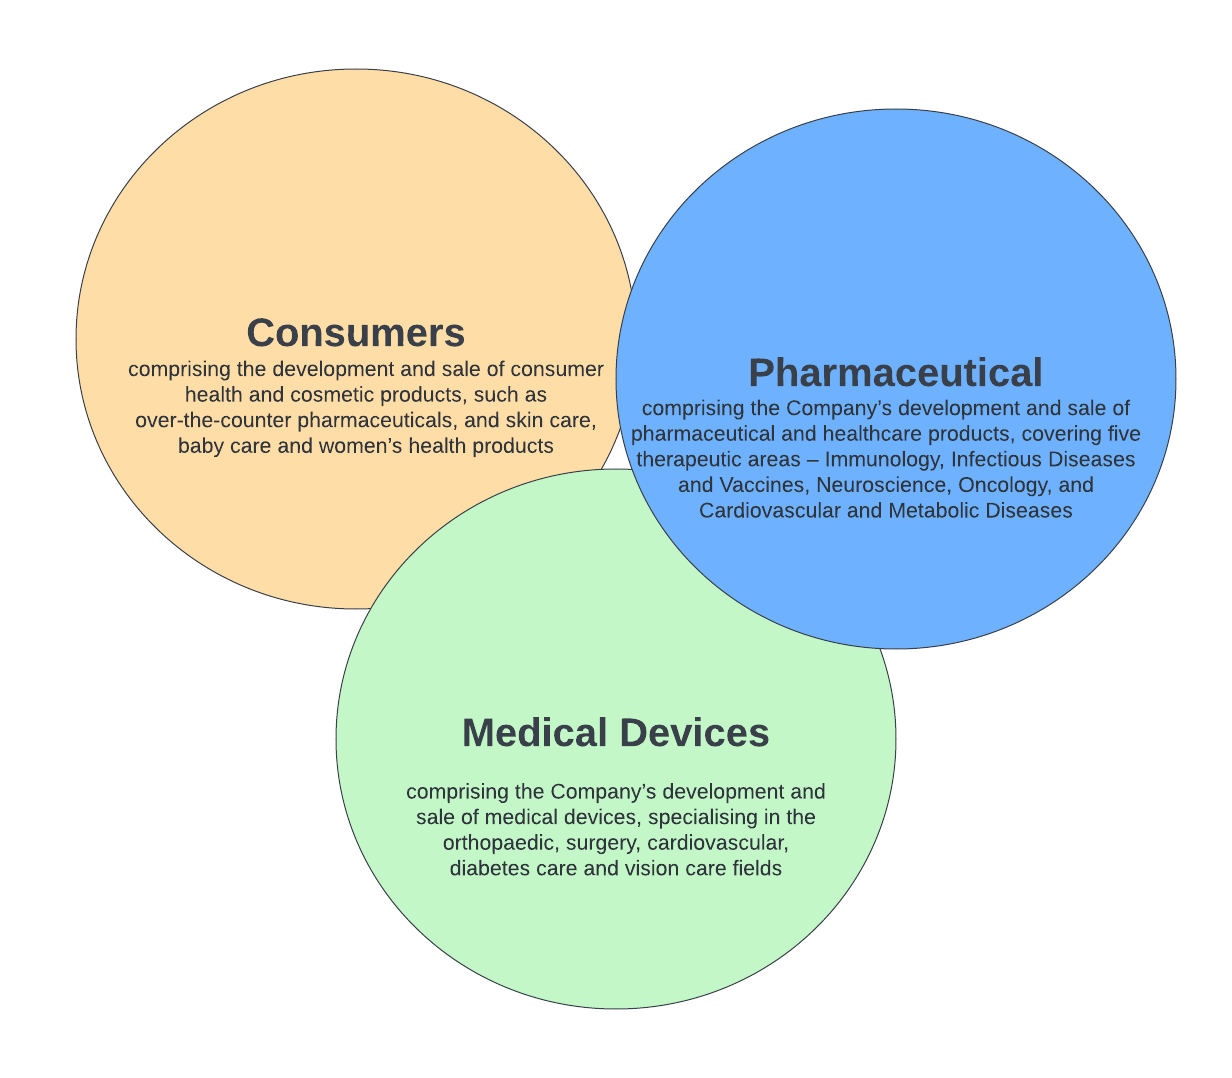 Consumers
comprising the development and sale of consumer
health and cosmetic products, such as
over-the-counter pharmaceuticals, and skin care,
baby care and women’s health products
Pharmaceutical
comprising the Company’s development and sale of
pharmaceutical and healthcare products, covering five
therapeutic areas – Immunology, Infectious Diseases
and Vaccines, Neuroscience, Oncology, and
Cardiovascular and Metabolic Diseases
Medical Devices
comprising the Company’s development and
sale of medical devices, specialising in the
orthopaedic, surgery, cardiovascular,
diabetes care and vision care fields